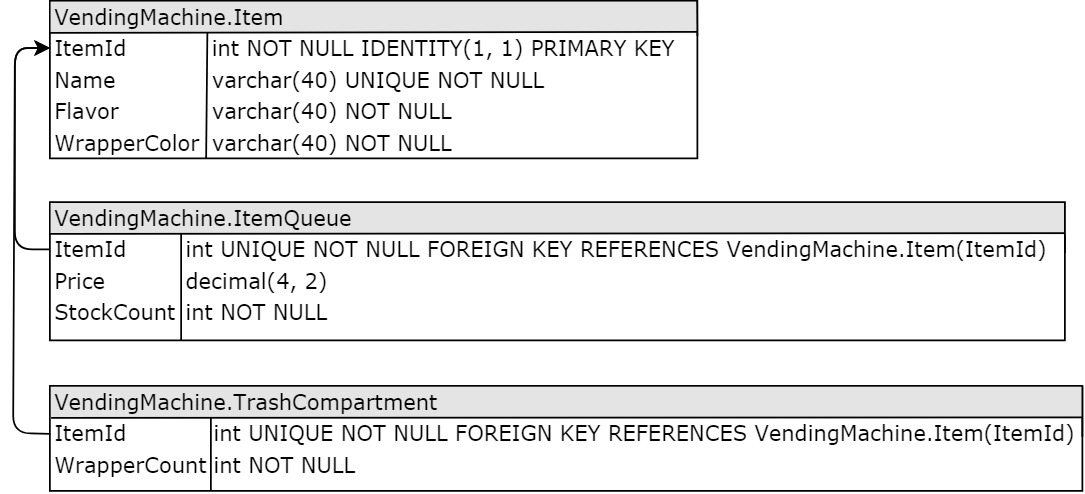 VendingMachine.Item
ItemId int NOT NULL IDENTITY(1, 1) PRIMARY KEY
Name varchar(40) UNIQUE NOT NULL
Flavor varchar(40) NOT NULL
WrapperColor varchar(40) NOT NULL
VendingMachine.ItemQueue
ItemId int UNIQUE NOT NULL FOREIGN KEY REFERENCES VendingMachine.Item(ItemId)
Price decimal(4, 2)
StockCount int NOT NULL
VendingMachine.TrashCompartment
ItemId int UNIQUE NOT NULL FOREIGN KEY REFERENCES VendingMachine.Item(ItemId)
WrapperCount int NOT NULL